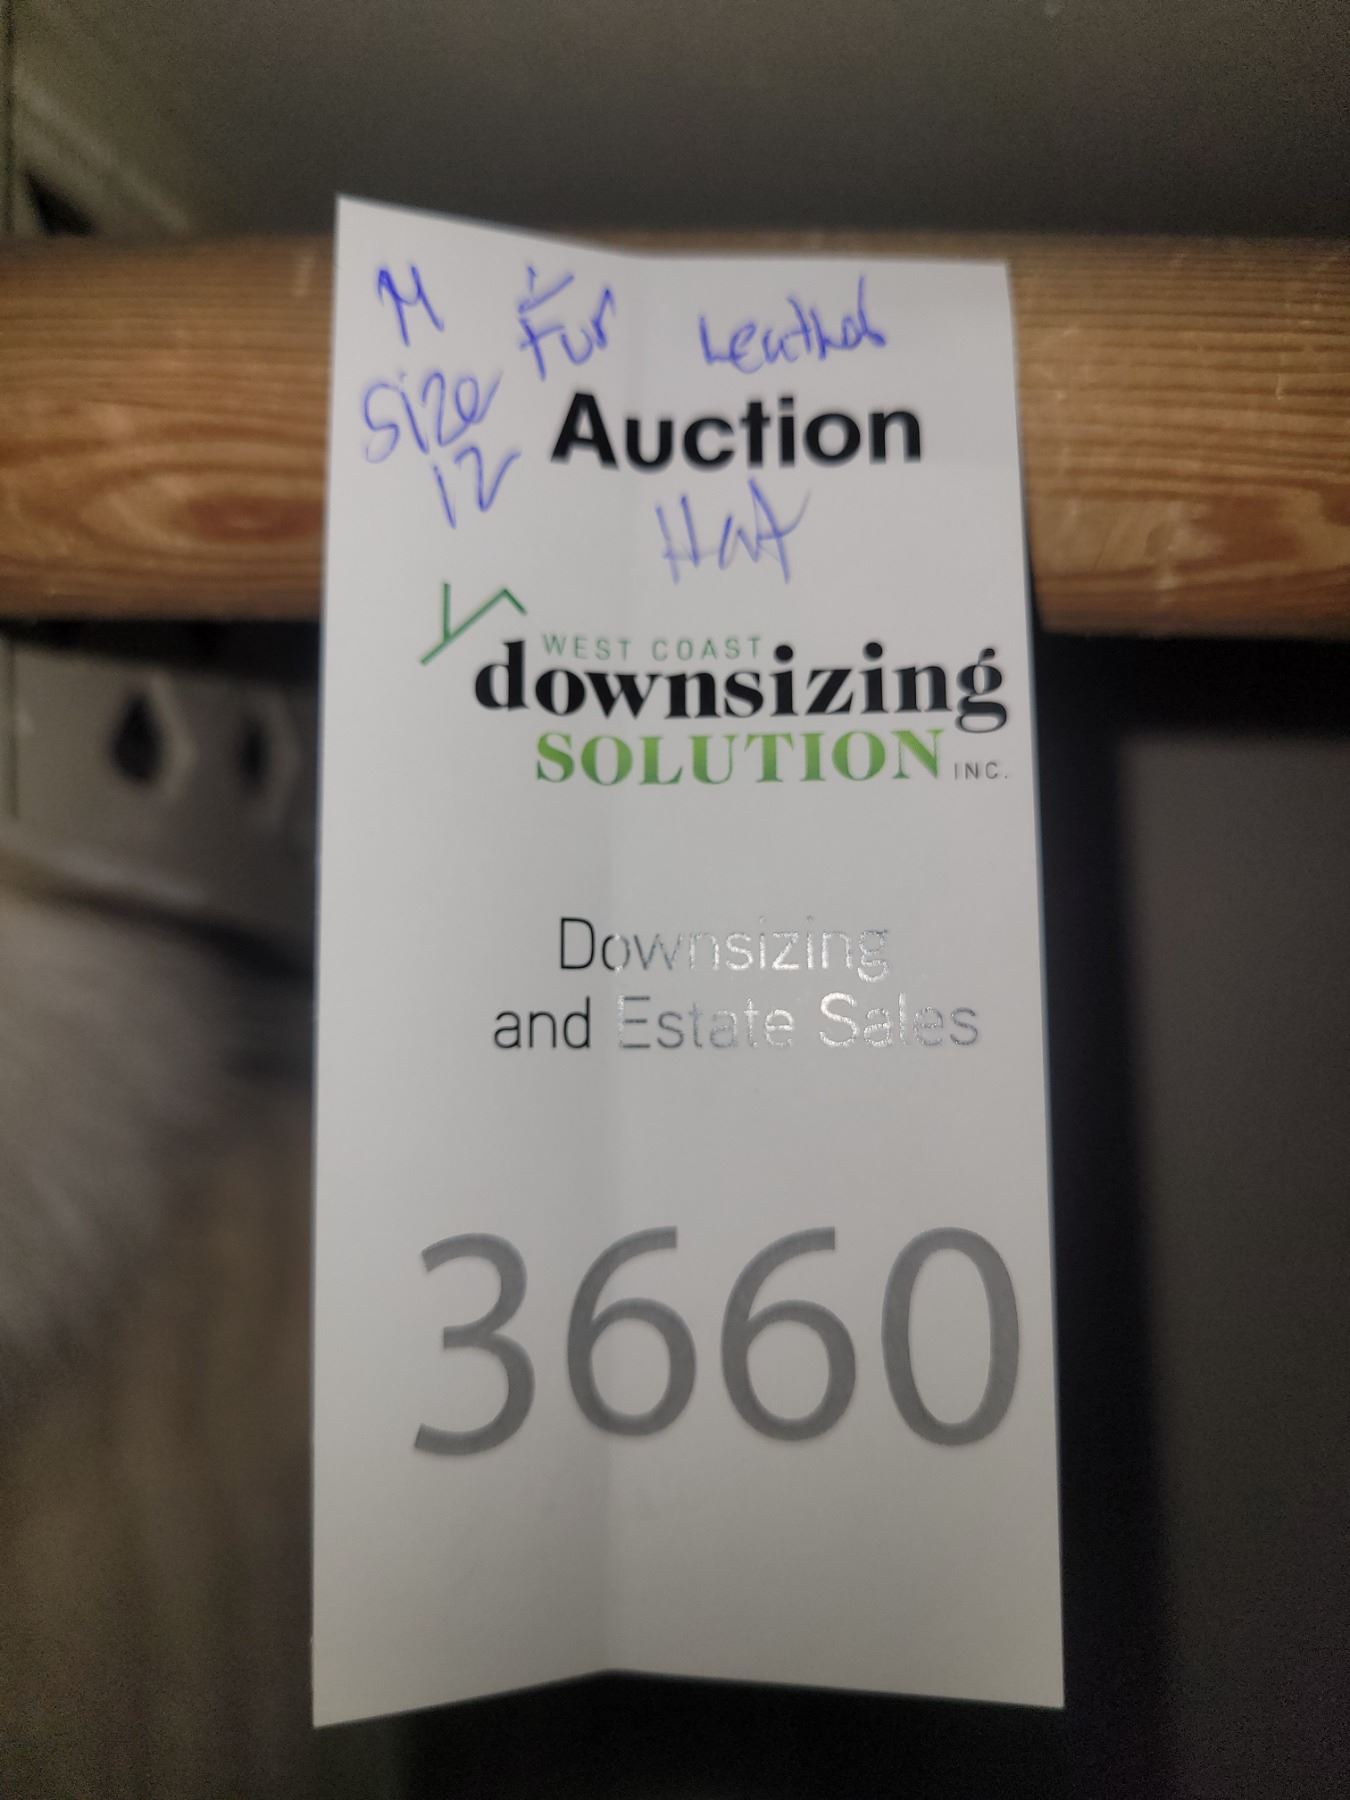 M Fur Leather
Size
12
Auction
Hat
WEST COAST
downsizing
SOLUTION INC.
Downsizing
and Estate Sales
3660